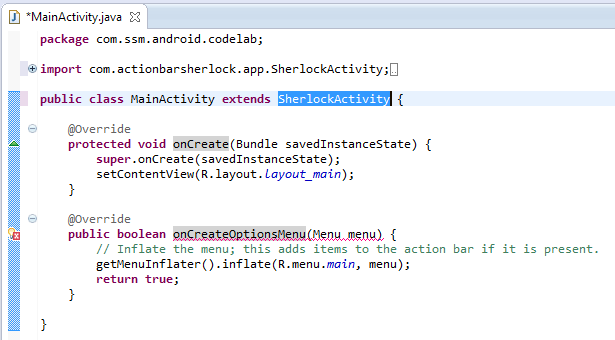 *MainActivity.java
package com.ssm.android.codelab;
import com.actionbarsherlock.app.SherlockActivity;
public class MainActivity extends SherlockActivity {
@Override
protected void onCreate(Bundle savedInstanceState) {
super.onCreate(savedInstanceState);
setContentView(R.layout.layout_main);
}
@Override
public boolean onCreateOptionsMenu(Menu menu) {
// Inflate the menu; this adds items to the action bar if it is present.
getMenuInflater().inflate(R.menu.main, menu);
return true;
}
}